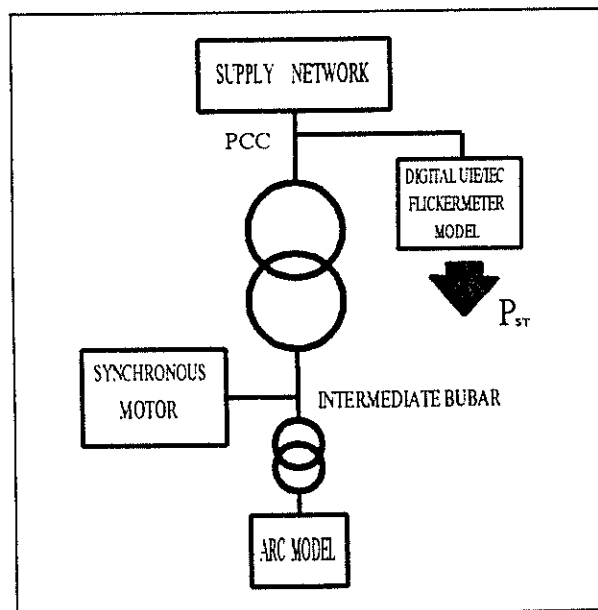 SUPPLY NETWORK
PCC
DIGITAL UIE/IEC
FLICKERMETER
MODEL
PST
SYNCHRONOUS
MOTOR
INTERMEDIATE BUBAR
ARC MODEL